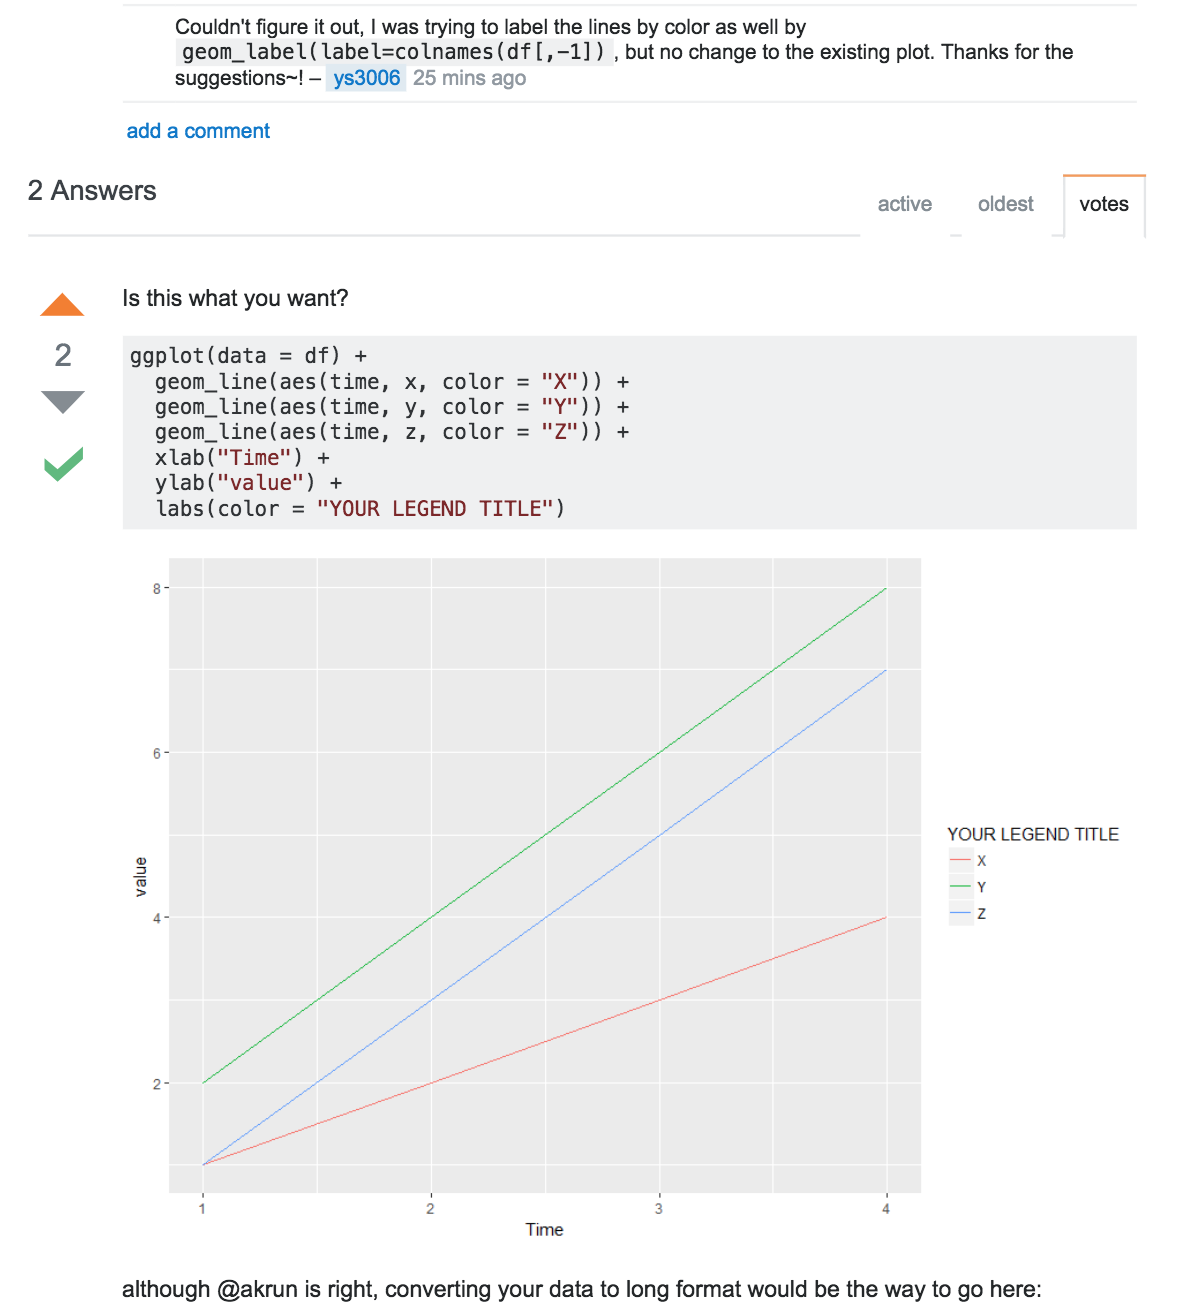 Couldn't figure it out, I was trying to label the lines by color as well by
geom_label(label=colnames(df[,-1]) , but no change to the existing plot. Thanks for the
suggestions~! – ys3006 25 mins ago
add a comment
2 Answers
active oldest votes
Is this what you want?
2
ggplot(data = df) +
  geom_line(aes(time, x, color = "X")) +
  geom_line(aes(time, y, color = "Y")) +
  geom_line(aes(time, z, color = "Z")) +
  xlab("Time") +
  ylab("value") +
  labs(color = "YOUR LEGEND TITLE")
8
6
4
2
value
1 2 3 4
Time
YOUR LEGEND TITLE
X
Y
Z
although @akrun is right, converting your data to long format would be the way to go here: